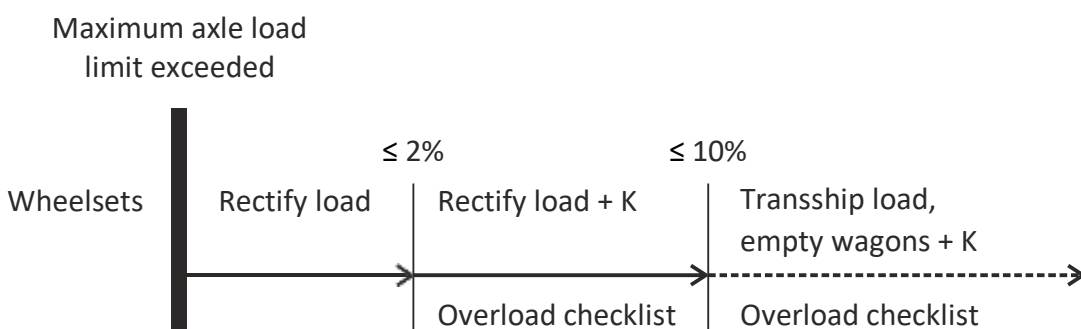 Maximum axle load
limit exceeded
≤ 2%
≤ 10%
Wheelsets
Rectify load
Rectify load + K
Transship load,
empty wagons + K
Overload checklist
Overload checklist